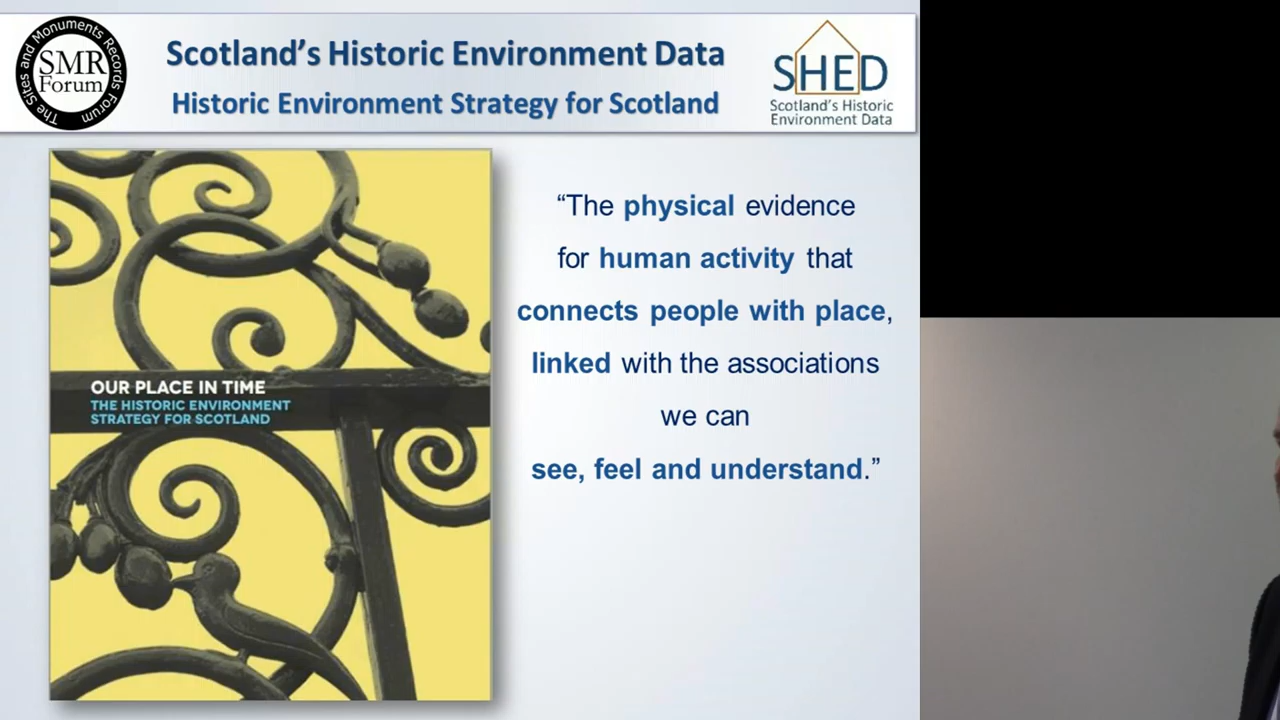 The Sites and Monuments Records Forum
SMR
Forum
Scotland’s Historic Environment Data
Historic Environment Strategy for Scotland
SHED
Scotland’s Historic
Environment Data
OUR PLACE IN TIME
THE HISTORIC ENVIRONMENT
STRATEGY FOR SCOTLAND
“The physical evidence
for human activity that
connects people with place,
linked with the associations
we can
see, feel and understand.”